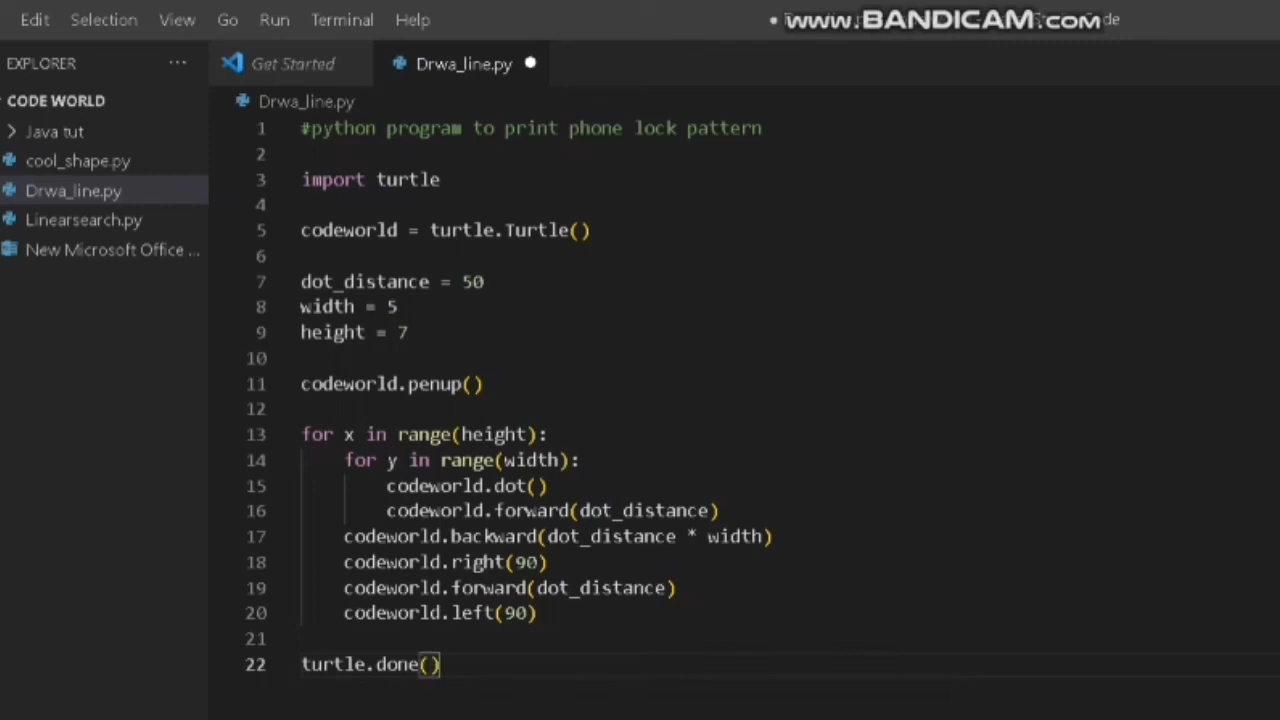 Edit Selection View Go Run Terminal Help
www.BANDICAM.com
EXPLORER ...
Get Started
Drwa_line.py
CODE WORLD
Java tut
cool_shape.py
Drwa_line.py
Linearsearch.py
New Microsoft Office ...
Drwa_line.py
1 #python program to print phone lock pattern
2
3 import turtle
4
5 codeworld = turtle.Turtle()
6
7 dot_distance = 50
8 width = 5
9 height = 7
10
11 codeworld.penup()
12
13 for x in range(height):
14     for y in range(width):
15         codeworld.dot()
16         codeworld.forward(dot_distance)
17     codeworld.backward(dot_distance * width)
18     codeworld.right(90)
19     codeworld.forward(dot_distance)
20     codeworld.left(90)
21
22 turtle.done()